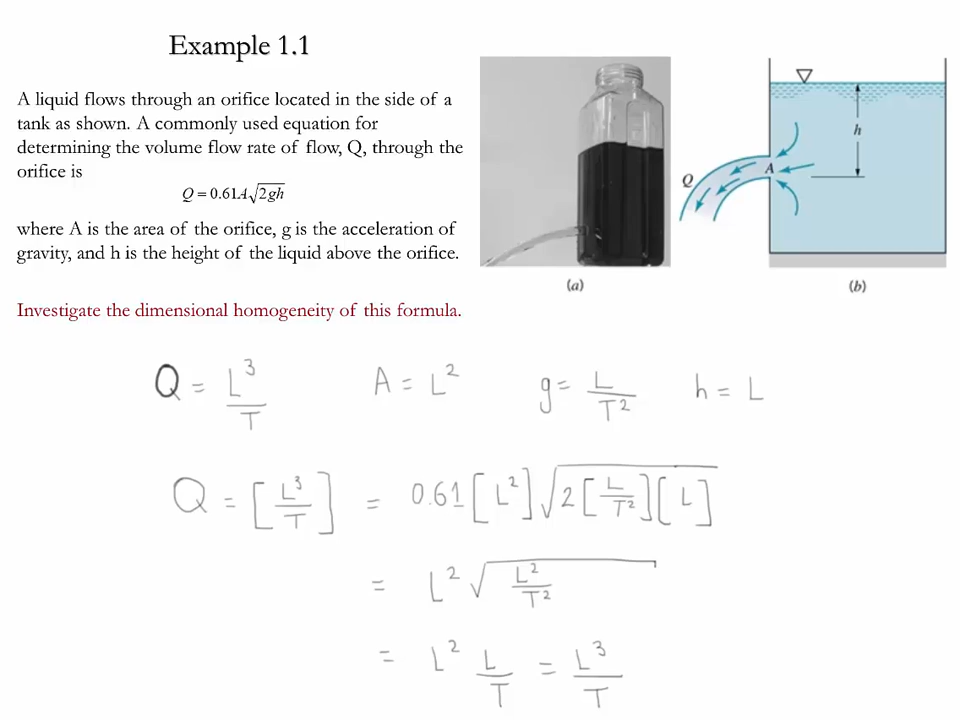 Example 1.1
A liquid flows through an orifice located in the side of a
tank as shown. A commonly used equation for
determining the volume flow rate of flow, Q, through the
orifice is
Q = 0.61A√2gh
where A is the area of the orifice, g is the acceleration of
gravity, and h is the height of the liquid above the orifice.
Investigate the dimensional homogeneity of this formula.
h
A
Q
(a)
(b)
Q = L³/T A = L² g = L/T² h = L
Q = [L³/T] = 0.61 [L²] √2 [L/T²] [L]
= L² √L²/T²
= L² L/T = L³/T